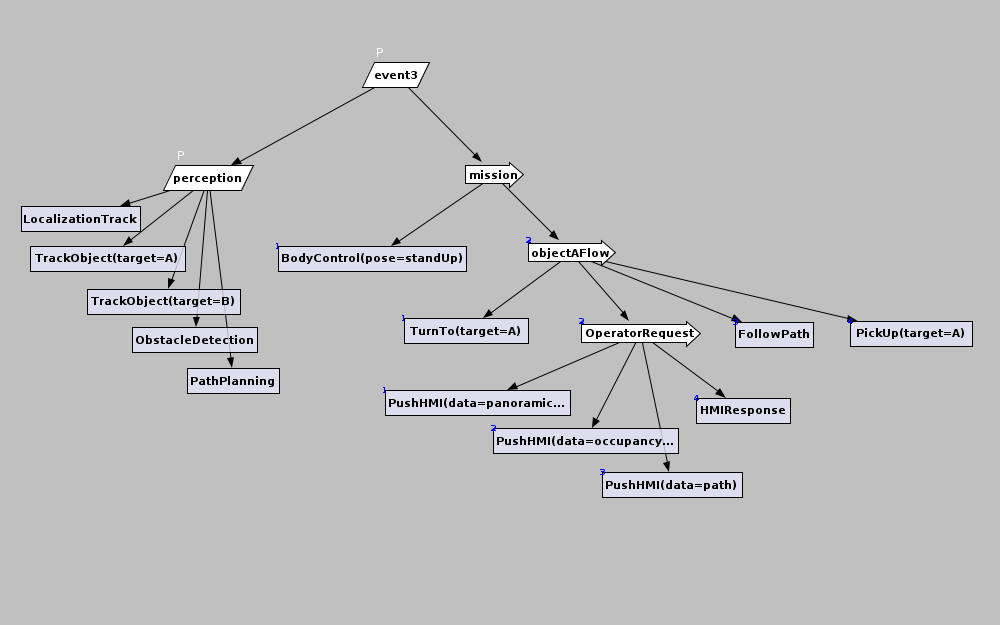 P
event3
P
perception
mission
LocalizationTrack
2
1
TrackObject(target=A)
BodyControl(pose=standUp)
objectAFlow
TrackObject(target=B)
1
2
3
4
ObstacleDetection
TurnTo(target=A)
OperatorRequest
FollowPath
PickUp(target=A)
PathPlanning
1
PushHMI(data=panoramic...
4
HMIResponse
2
PushHMI(data=occupancy...
3
PushHMI(data=path)